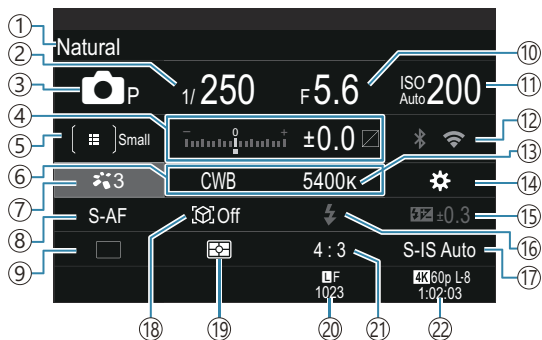 ① Natural
② ③ P 1/250 F5.6 ISO Auto 200 ⑩ ⑪
④ ⑤ Small 0 ±0.0 ⑫
⑥ ⑦ 3 CWB 5400K ⑬ ⑭
⑧ S-AF Off ±0.3 ⑮
⑨ 4:3 S-IS Auto ⑯ ⑰
LF 4K 60p L-8
1023 1:02:03
⑱ ⑲ ⑳ ㉑ ㉒